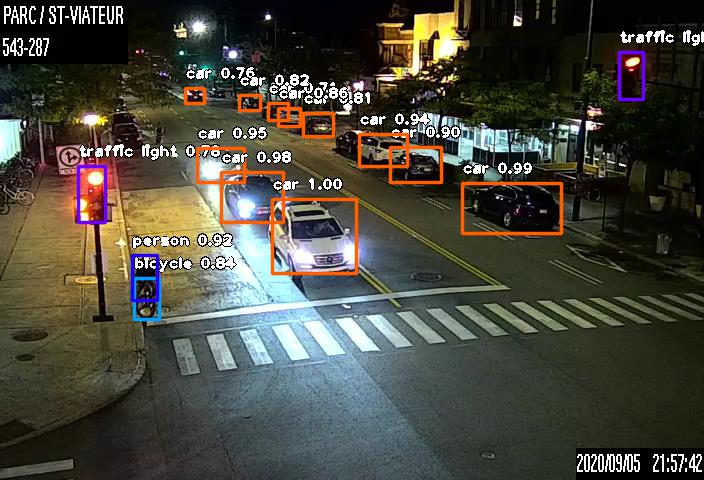 PARC / ST-VIATEUR
543-287
traffic ligh
car 0.76
car 0.82
car 0.86
0.81
car 0.94
car 0.95
car 0.90
traffic light 0.78
car 0.98
car 0.99
car 1.00
person 0.92
bicycle 0.84
2020/09/05 21:57:42